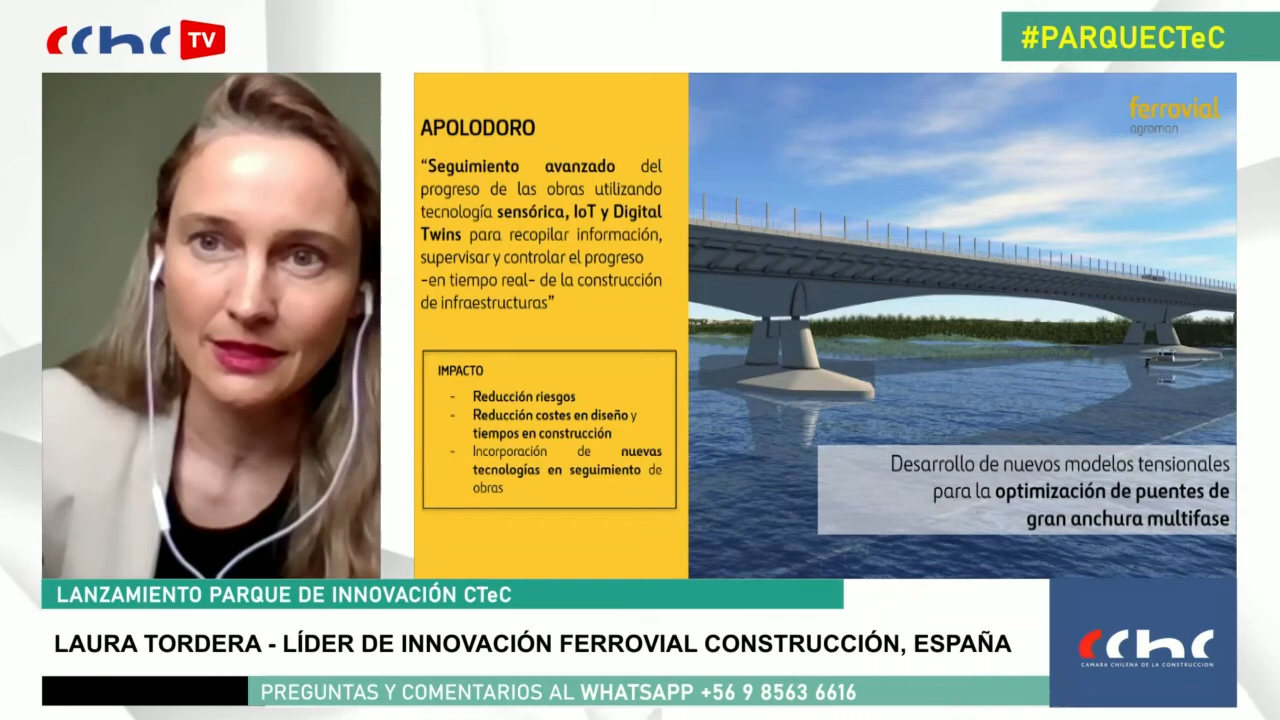 CChC TV
#PARQUECTeC
APOLODORO
“Seguimiento avanzado del
progreso de las obras utilizando
tecnología sensórica, IoT y Digital
Twins para recopilar información,
supervisar y controlar el progreso
–en tiempo real– de la construcción
de infraestructuras”
IMPACTO
- Reducción riesgos
- Reducción costes en diseño y
tiempos en construcción
- Incorporación de nuevas
tecnologías en seguimiento de
obras
ferrovial
agroman
Desarrollo de nuevos modelos tensionales
para la optimización de puentes de
gran anchura multifase
LANZAMIENTO PARQUE DE INNOVACIÓN CTeC
LAURA TORDERA - LÍDER DE INNOVACIÓN FERROVIAL CONSTRUCCIÓN, ESPAÑA
PREGUNTAS Y COMENTARIOS AL WHATSAPP +56 9 8563 6616
CChC
CAMARA CHILENA DE LA CONSTRUCCION